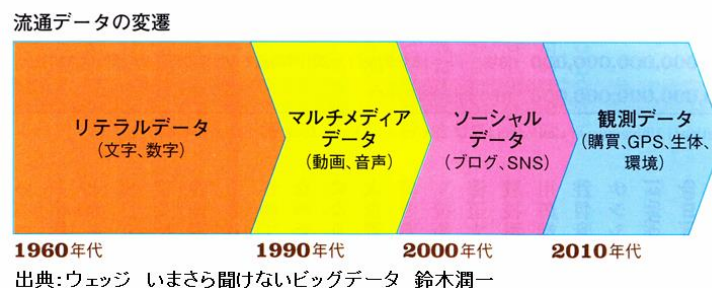 流通データの変遷
リテラルデータ
(文字、数字)
マルチメディア
データ
(動画、音声)
ソーシャル
データ
(ブログ、SNS)
観測データ
(購買、GPS、生体、
環境)
1960年代
1990年代
2000年代
2010年代
出典:ウェッジ いまさら聞けないビッグデータ 鈴木潤一